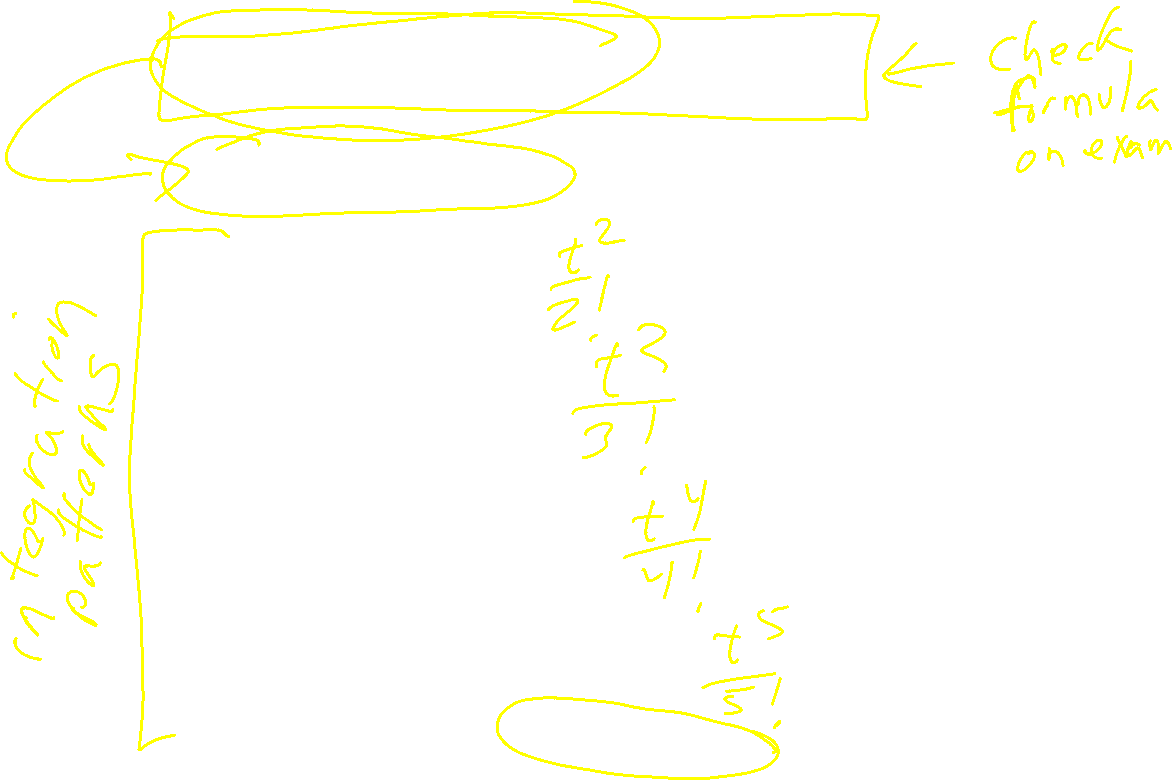 check
formula
on exam
t^2/2!
t^3/3!
t^4/4!
t^5/5!
integration
patterns